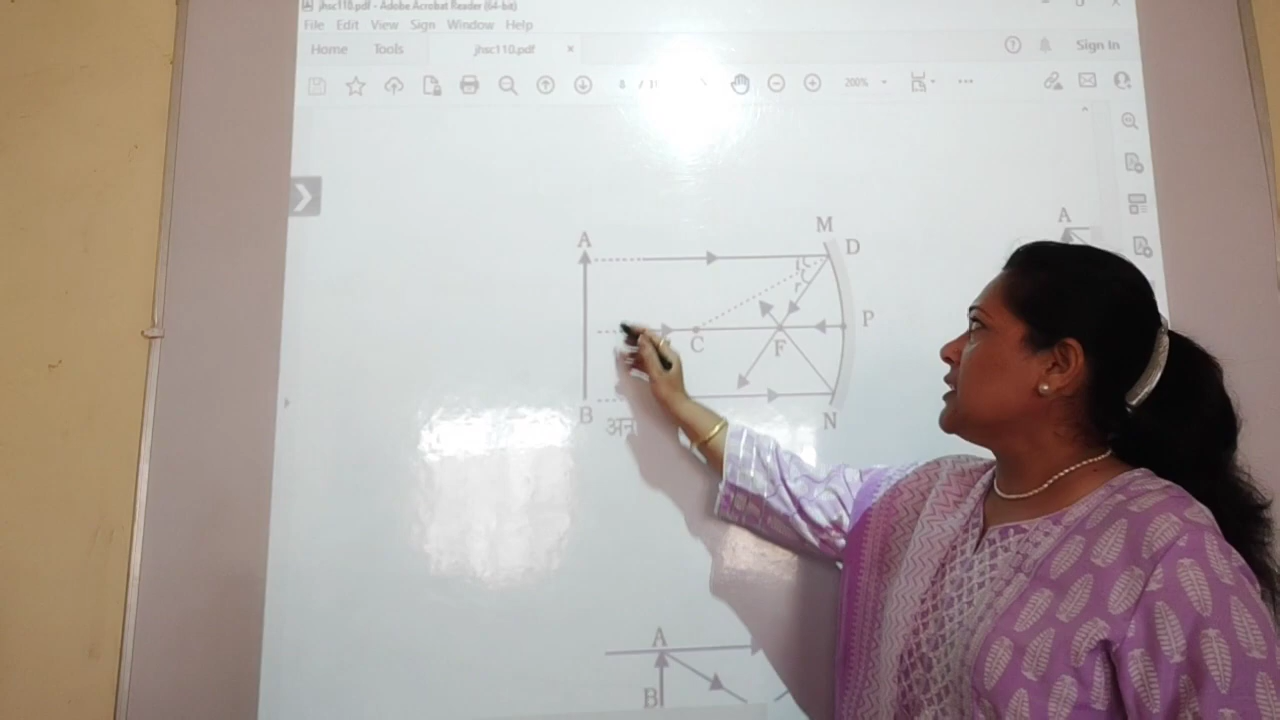 jhsc110.pdf - Adobe Acrobat Reader (64-bit)
File Edit View Sign Window Help
Home Tools jhsc110.pdf × Sign In
8 / 200%
A
M
D
A
P
C
F
B
N
A
B